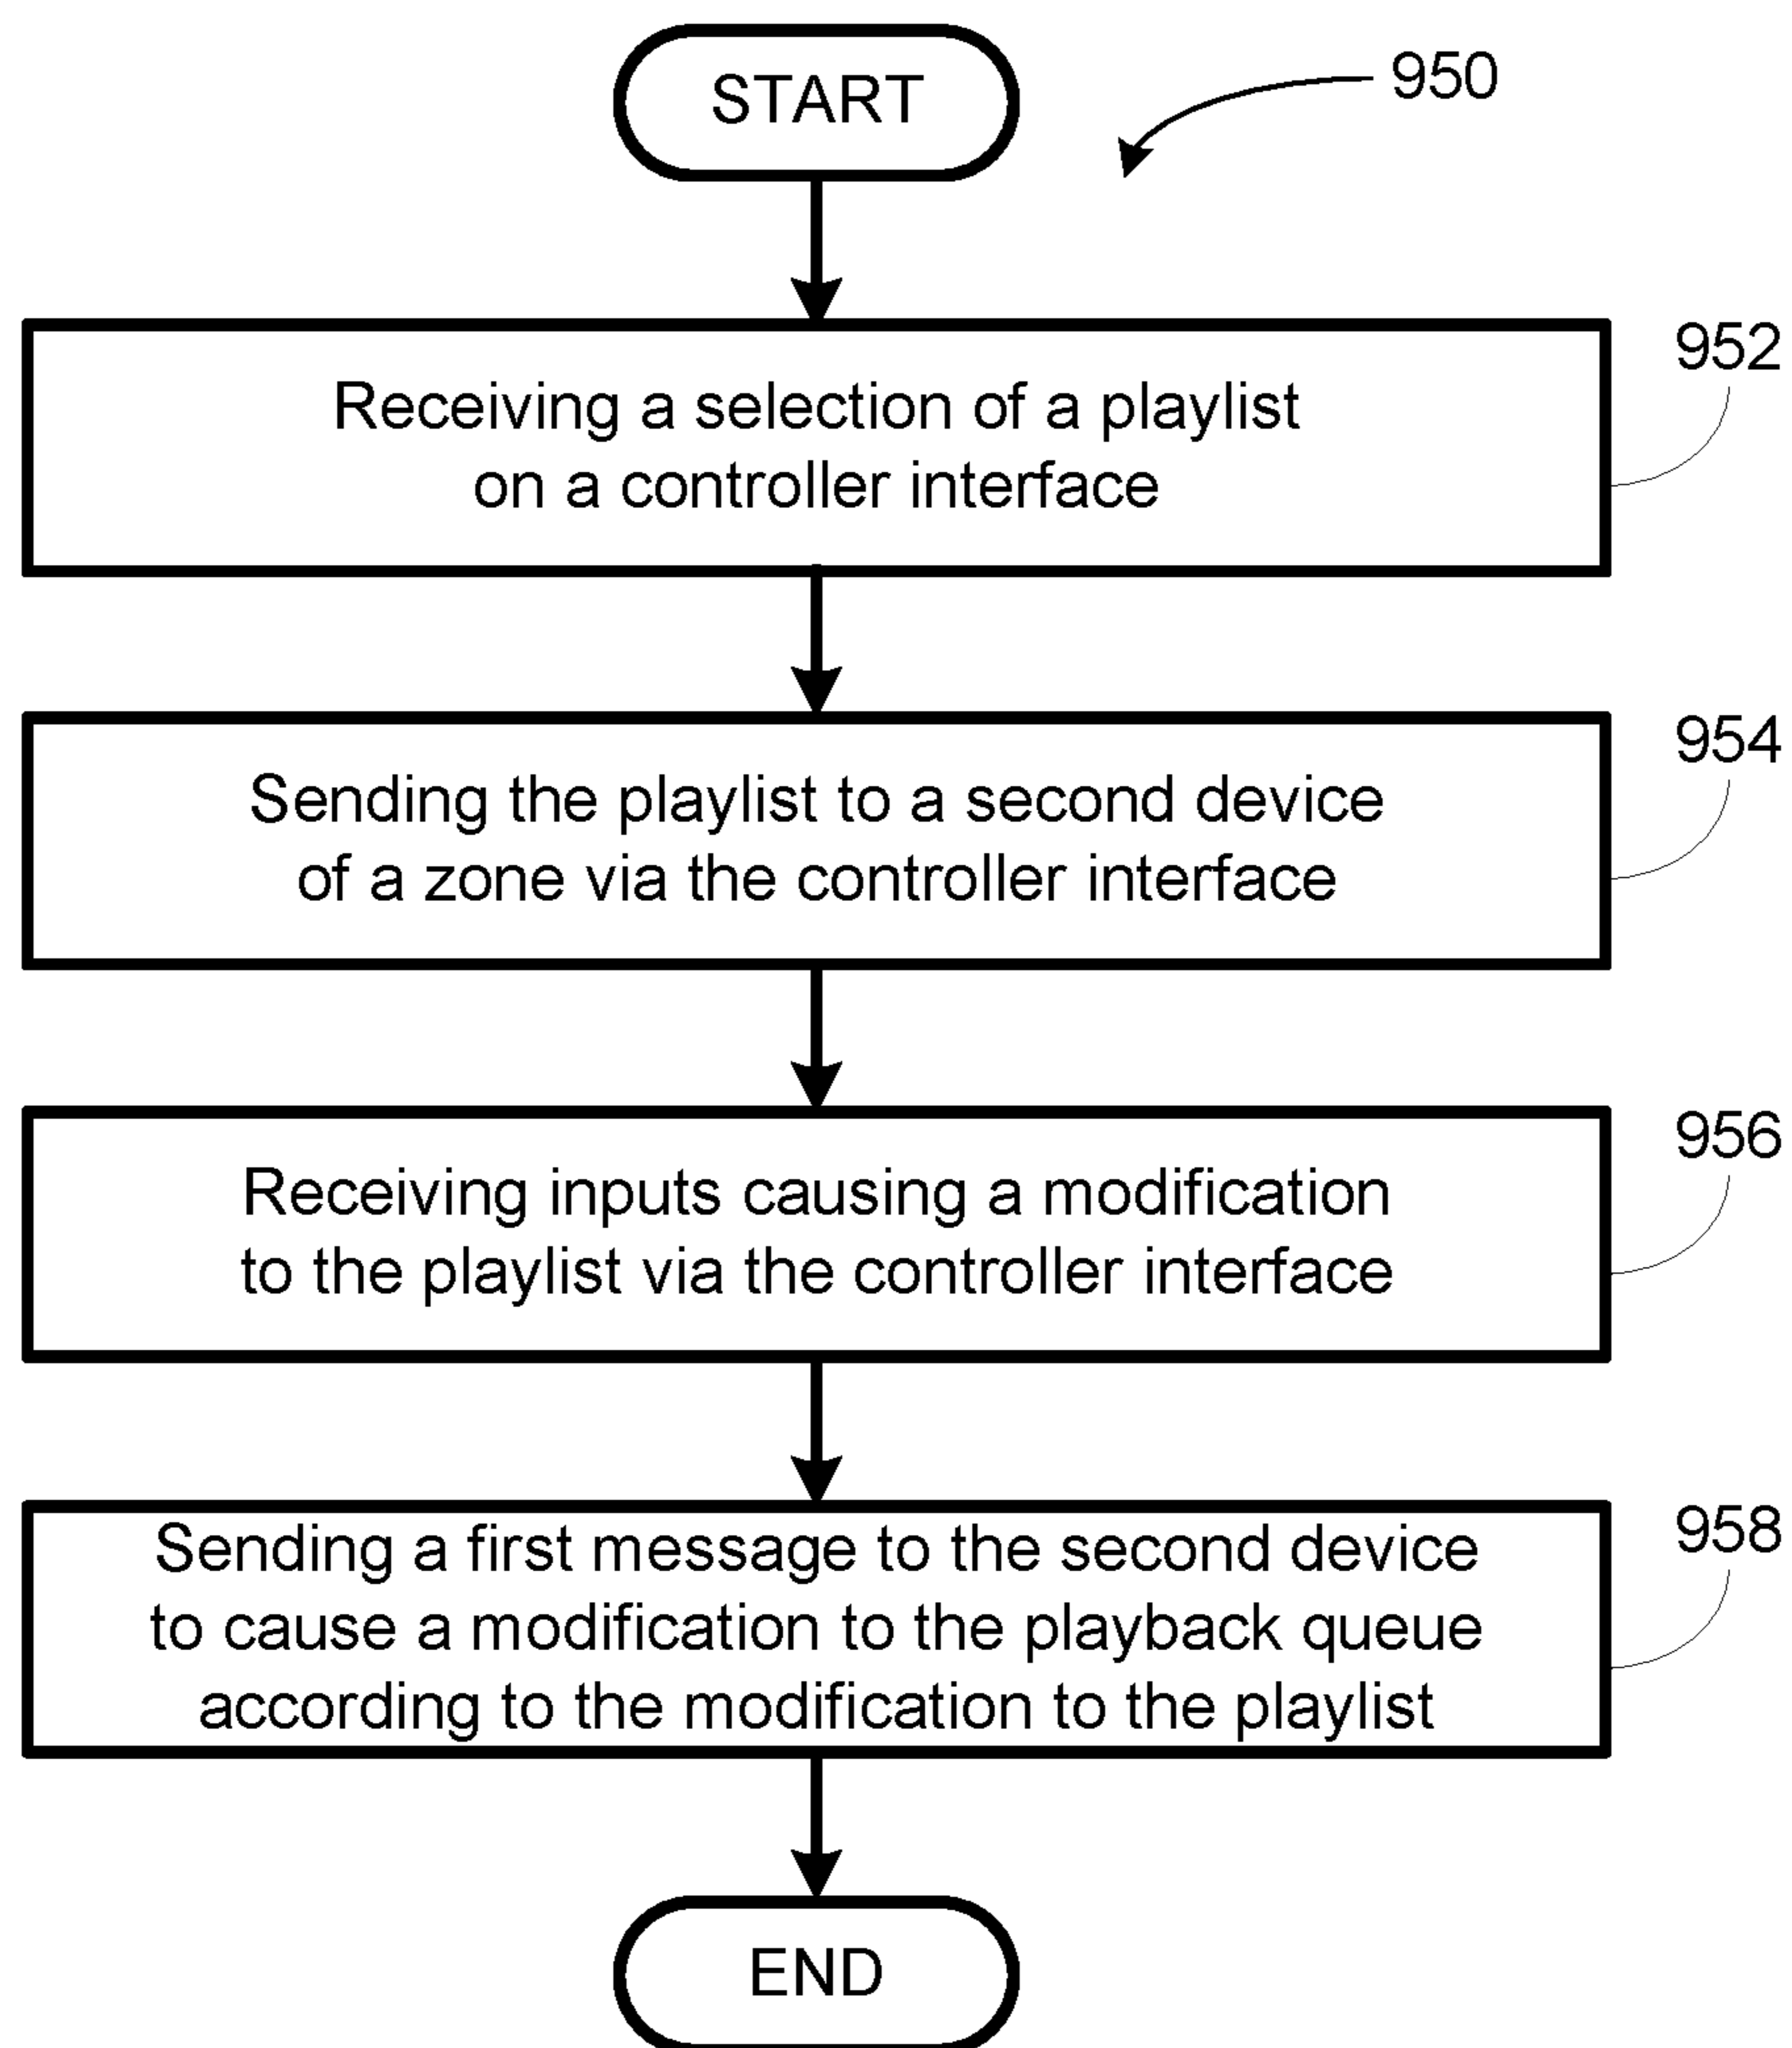 START
950
952
Receiving a selection of a playlist
on a controller interface
954
Sending the playlist to a second device
of a zone via the controller interface
956
Receiving inputs causing a modification
to the playlist via the controller interface
958
Sending a first message to the second device
to cause a modification to the playback queue
according to the modification to the playlist
END